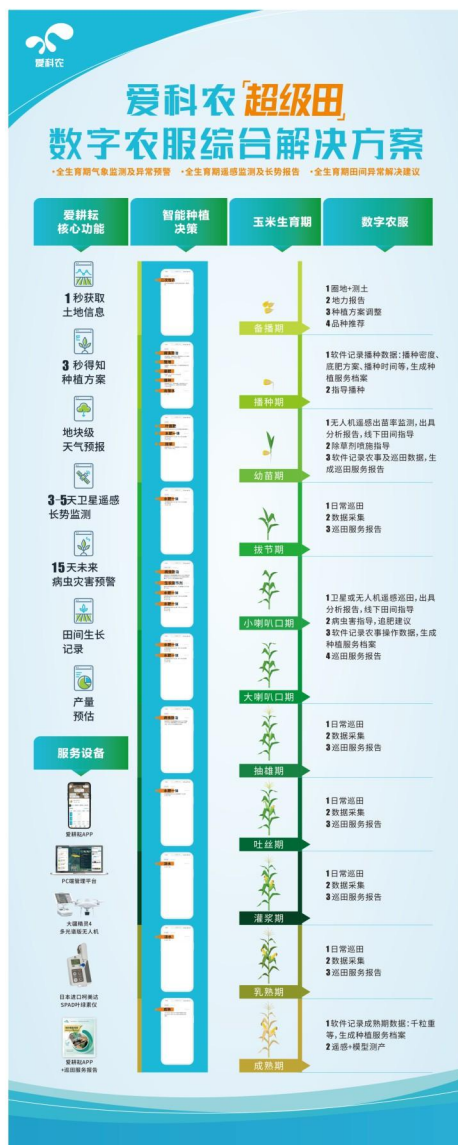 爱科农
爱科农「超级田」
数字农服综合解决方案
·全生育期气象监测及异常预警 ·全生育期遥感监测及长势报告 ·全生育期田间异常解决建议
爱耕耘
核心功能
1秒获取
土地信息
3秒得知
种植方案
地块级
天气预报
3-5天卫星遥感
长势监测
15天未来
病虫灾害预警
田间生长
记录
产量
预估
服务设备
爱耕耘APP
PC端管理平台
大疆精灵4
多光谱版无人机
日本进口柯美达
SPAD叶绿素仪
爱耕耘APP
+巡田服务报告
智能种植
决策
玉米生育期
数字农服
备播期
1圈地+测土
2地力报告
3种植方案调整
4品种推荐
播种期
1软件记录播种数据:播种密度、
底肥方案、播种时间等,生成种
植服务档案
2指导播种
幼苗期
1无人机遥感出苗率监测,出具
分析报告,线下田间指导
2除草剂喷施指导
3软件记录农事及巡田数据,生
成巡田服务报告
拔节期
1日常巡田
2数据采集
3巡田服务报告
小喇叭口期
1卫星或无人机遥感巡田,出具
分析报告,线下田间指导
2病虫害指导,追肥建议
3软件记录农事操作数据,生成
种植服务档案
4巡田服务报告
大喇叭口期
抽雄期
1日常巡田
2数据采集
3巡田服务报告
吐丝期
1日常巡田
2数据采集
3巡田服务报告
灌浆期
1日常巡田
2数据采集
3巡田服务报告
乳熟期
1日常巡田
2数据采集
3巡田服务报告
成熟期
1软件记录成熟期数据:千粒重
等,生成种植服务档案
2遥感+模型测产